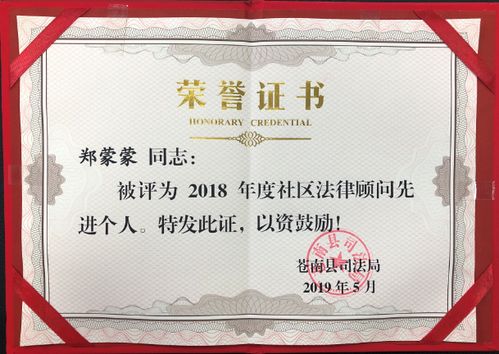 荣誉证书
HONORARY CREDENTIAL
郑蒙蒙 同志：
被评为 2018 年度社区法律顾问先
进个人。特发此证，以资鼓励！
苍南县司法局
2019 年 5 月